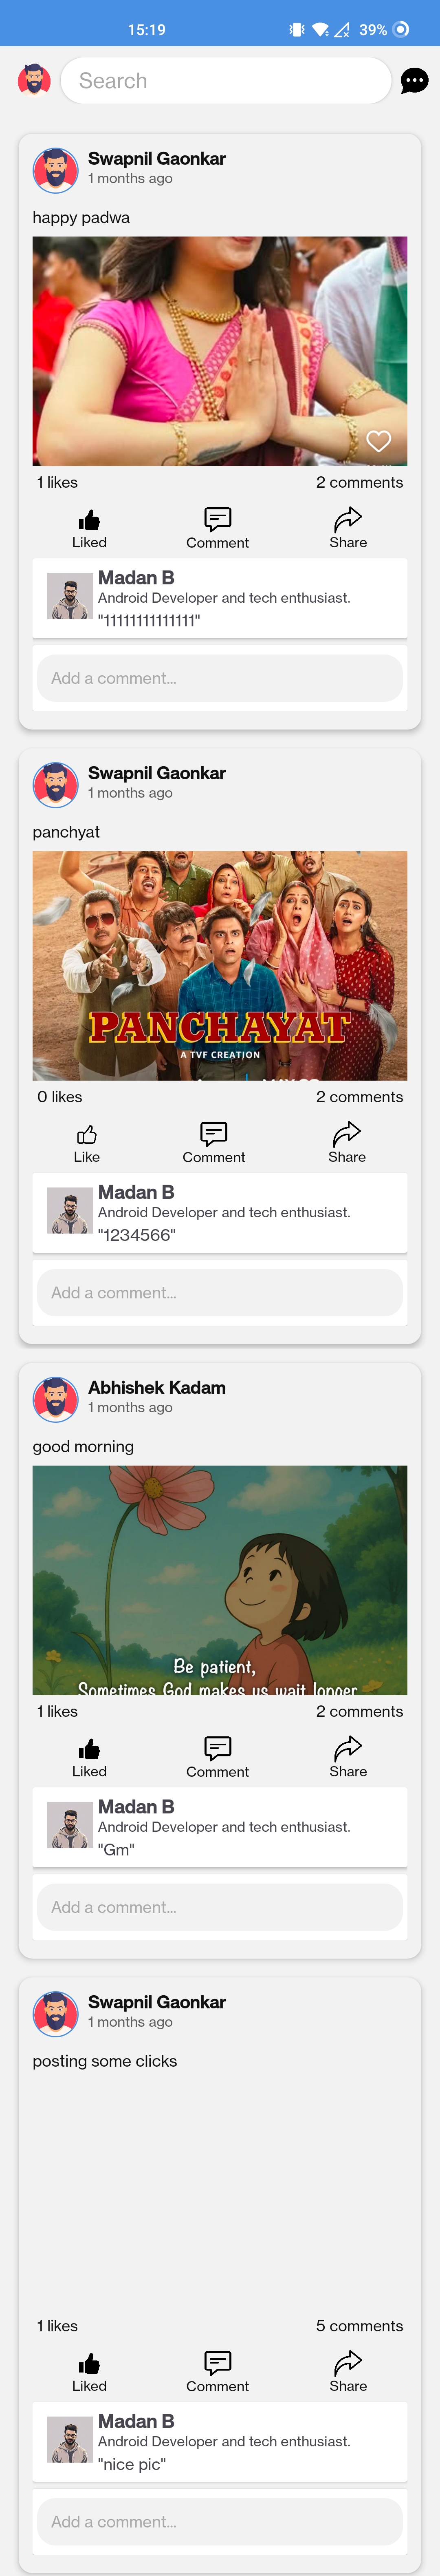 15:19
39%
Search
Swapnil Gaonkar
1 months ago
happy padwa
1 likes
2 comments
Liked
Comment
Share
Madan B
Android Developer and tech enthusiast.
"11111111111111"
Add a comment...
Swapnil Gaonkar
1 months ago
panchyat
PANCHAYAT
A TVF CREATION
0 likes
2 comments
Like
Comment
Share
Madan B
Android Developer and tech enthusiast.
"1234566"
Add a comment...
Abhishek Kadam
1 months ago
good morning
Be patient,
Sometimes God makes us wait longer
1 likes
2 comments
Liked
Comment
Share
Madan B
Android Developer and tech enthusiast.
"Gm"
Add a comment...
Swapnil Gaonkar
1 months ago
posting some clicks
1 likes
5 comments
Liked
Comment
Share
Madan B
Android Developer and tech enthusiast.
"nice pic"
Add a comment...